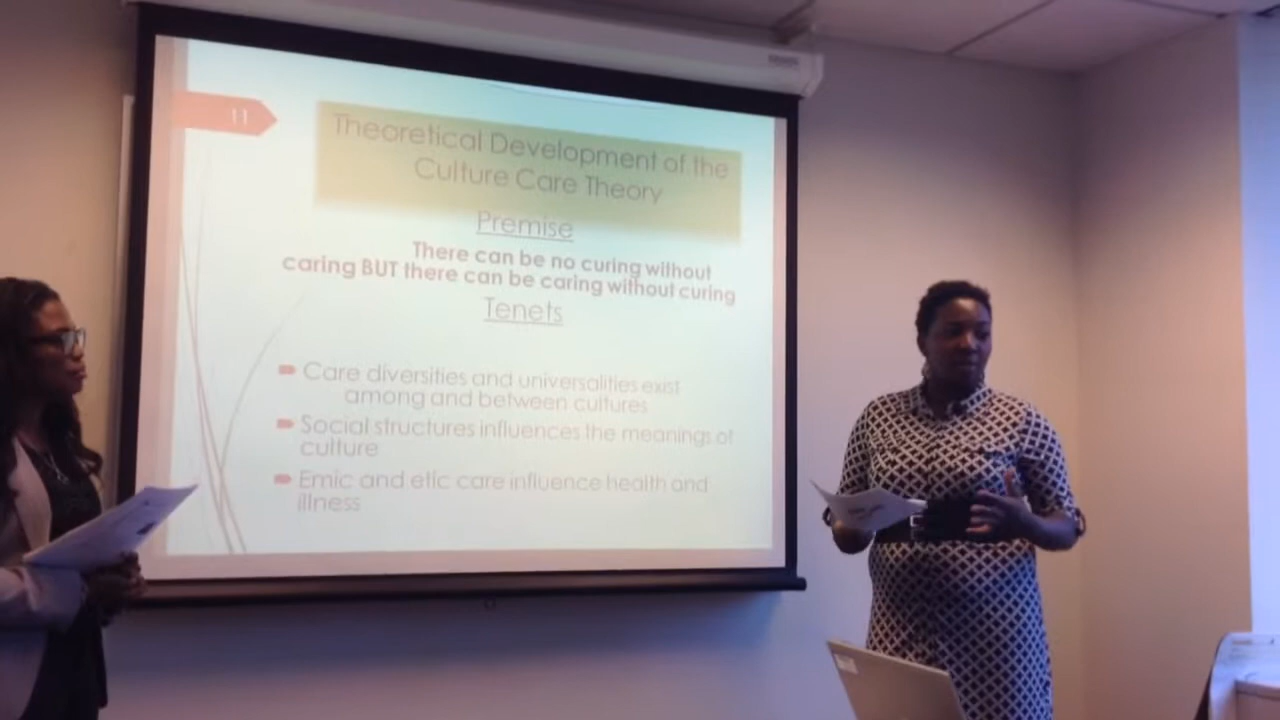 11
Theoretical Development of the
Culture Care Theory
Premise
There can be no curing without
caring BUT there can be caring without curing
Tenets
Care diversities and universalities exist
among and between cultures
Social structures influences the meanings of
culture
Emic and etic care influence health and
illness